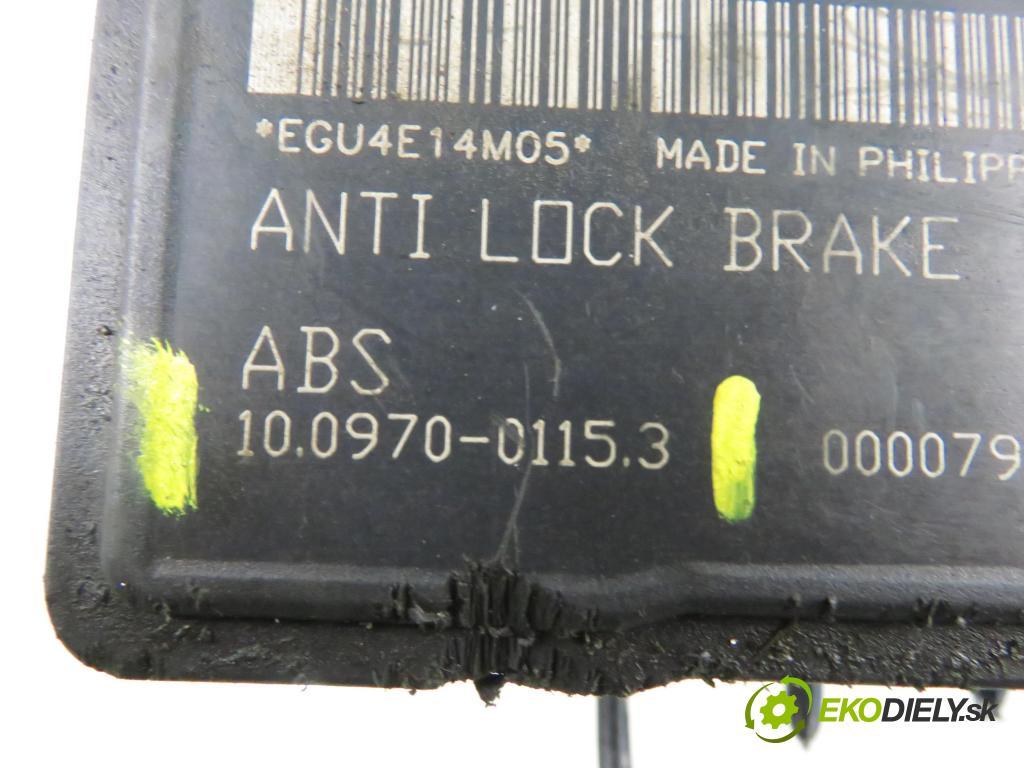 *EGU4E14M05* MADE IN PHILIPP
ANTI LOCK BRAKE
ABS
10.0970-0115.3 000079
EKODIELY.sk